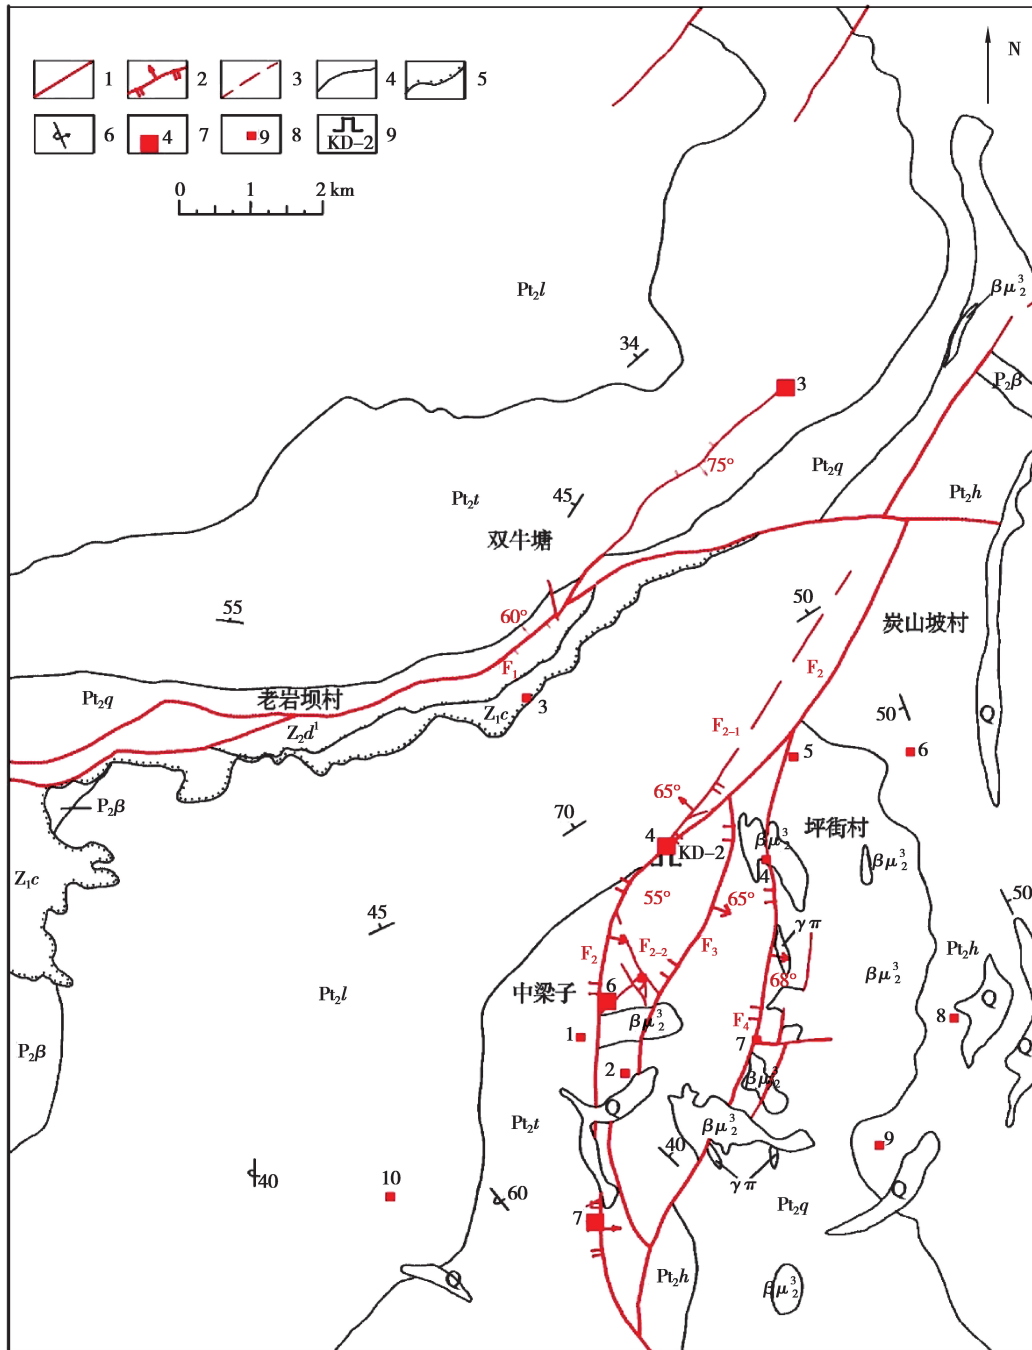 N
1
2
3
4
5
6
4
7
9
8
KD-2
9
0 1 2 km
βμ₂³
Pt₂l
34
P₂β
3
75°
Pt₂q
Pt₂h
Pt₂t
45
双牛塘
50
55
60°
炭山坡村
F₁
F₂
Pt₂q
老岩坝村
3
Z₁c
50
Q
Z₂d¹
F₂₋₁
5
6
65°
P₂β
70
4
KD-2
坪街村
βμ₂³
βμ₂³
4
Z₁c
55°
65°
50
45
γπ
F₂
F₂₋₂
F₃
Pt₂h
βμ₂³
68°
Pt₂l
中梁子
6
Q
βμ₂³
F₄
8
P₂β
1
7
Q
2
βμ₂³
Q
Pt₂t
βμ₂³
40
9
40
10
60
γπ
Q
Pt₂q
7
Q
Pt₂h
βμ₂³